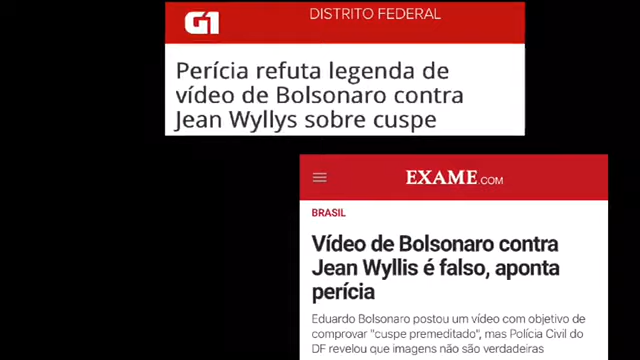 G1
DISTRITO FEDERAL
Perícia refuta legenda de
vídeo de Bolsonaro contra
Jean Wyllys sobre cuspe
EXAME.COM
BRASIL
Vídeo de Bolsonaro contra
Jean Wyllis é falso, aponta
perícia
Eduardo Bolsonaro postou um vídeo com objetivo de
comprovar "cuspe premeditado", mas Polícia Civil do
DF revelou que imagens não são verdadeiras